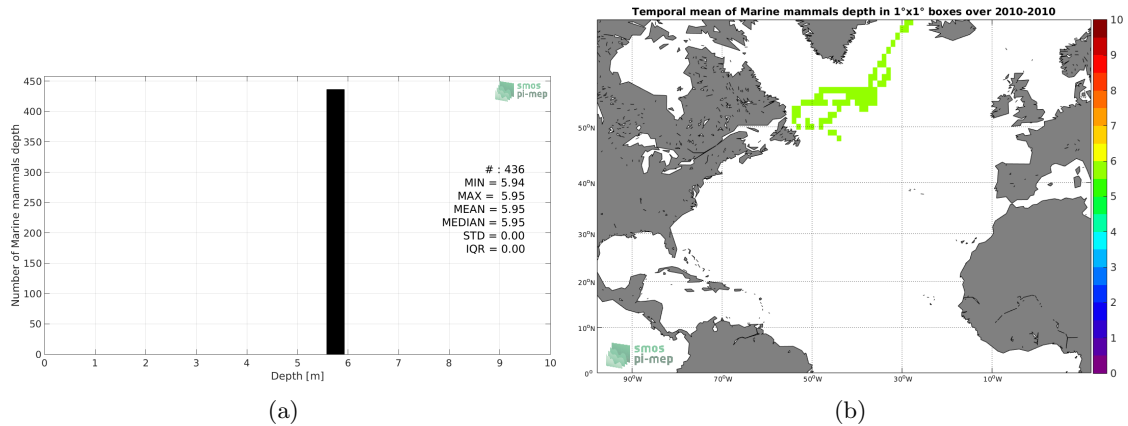 450
400
350
300
250
200
150
100
50
0
Number of Marine mammals depth
smos
pi-mep
# : 436
MIN = 5.94
MAX = 5.95
MEAN = 5.95
MEDIAN = 5.95
STD = 0.00
IQR = 0.00
0 1 2 3 4 5 6 7 8 9 10
Depth [m]
(a)
Temporal mean of Marine mammals depth in 1°x1° boxes over 2010-2010
50°N
40°N
30°N
20°N
10°N
0°
90°W 70°W 50°W 30°W 10°W
smos
pi-mep
10
9
8
7
6
5
4
3
2
1
0
(b)